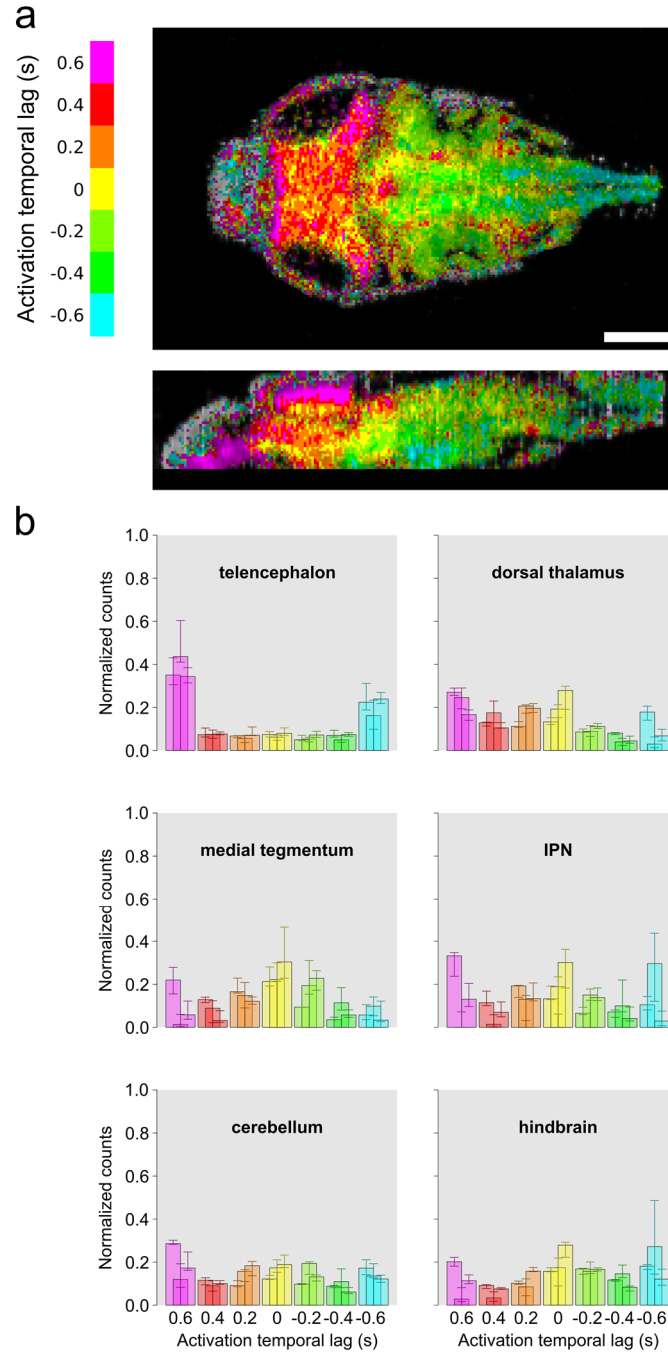 a
Activation temporal lag (s)
0.6
0.4
0.2
0
-0.2
-0.4
-0.6
b
telencephalon
dorsal thalamus
Normalized counts
1.0
0.8
0.6
0.4
0.2
0.0
medial tegmentum
IPN
Normalized counts
1.0
0.8
0.6
0.4
0.2
0.0
cerebellum
hindbrain
Normalized counts
1.0
0.8
0.6
0.4
0.2
0.0
0.6 0.4 0.2 0 -0.2 -0.4 -0.6
0.6 0.4 0.2 0 -0.2 -0.4 -0.6
Activation temporal lag (s)
Activation temporal lag (s)